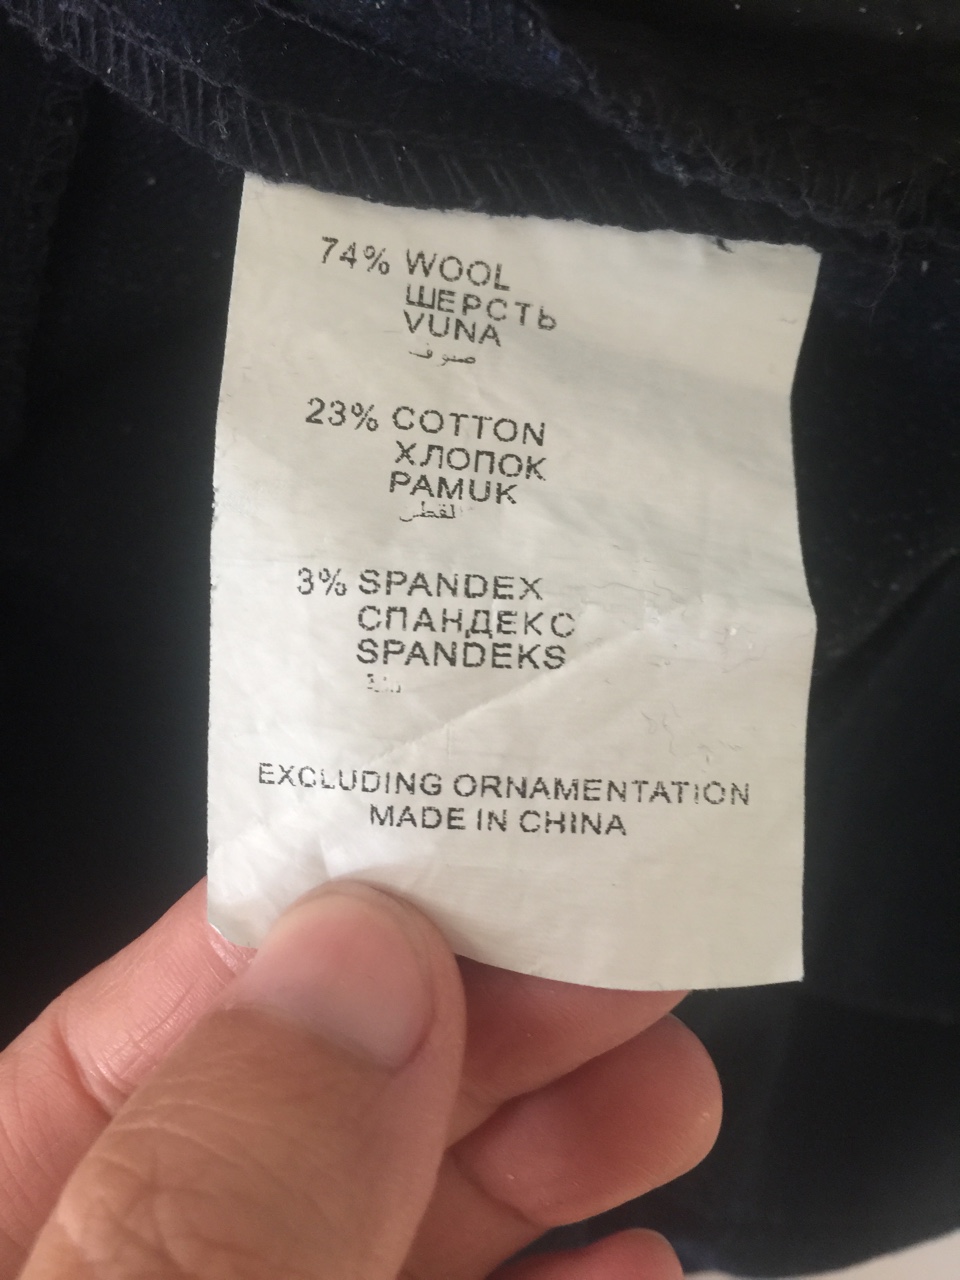 74% WOOL
ШЕРСТЬ
VUNA
صوف
23% COTTON
ХЛОПОК
PAMUK
القطن
3% SPANDEX
СПАНДЕКС
SPANDEKS
EXCLUDING ORNAMENTATION
MADE IN CHINA